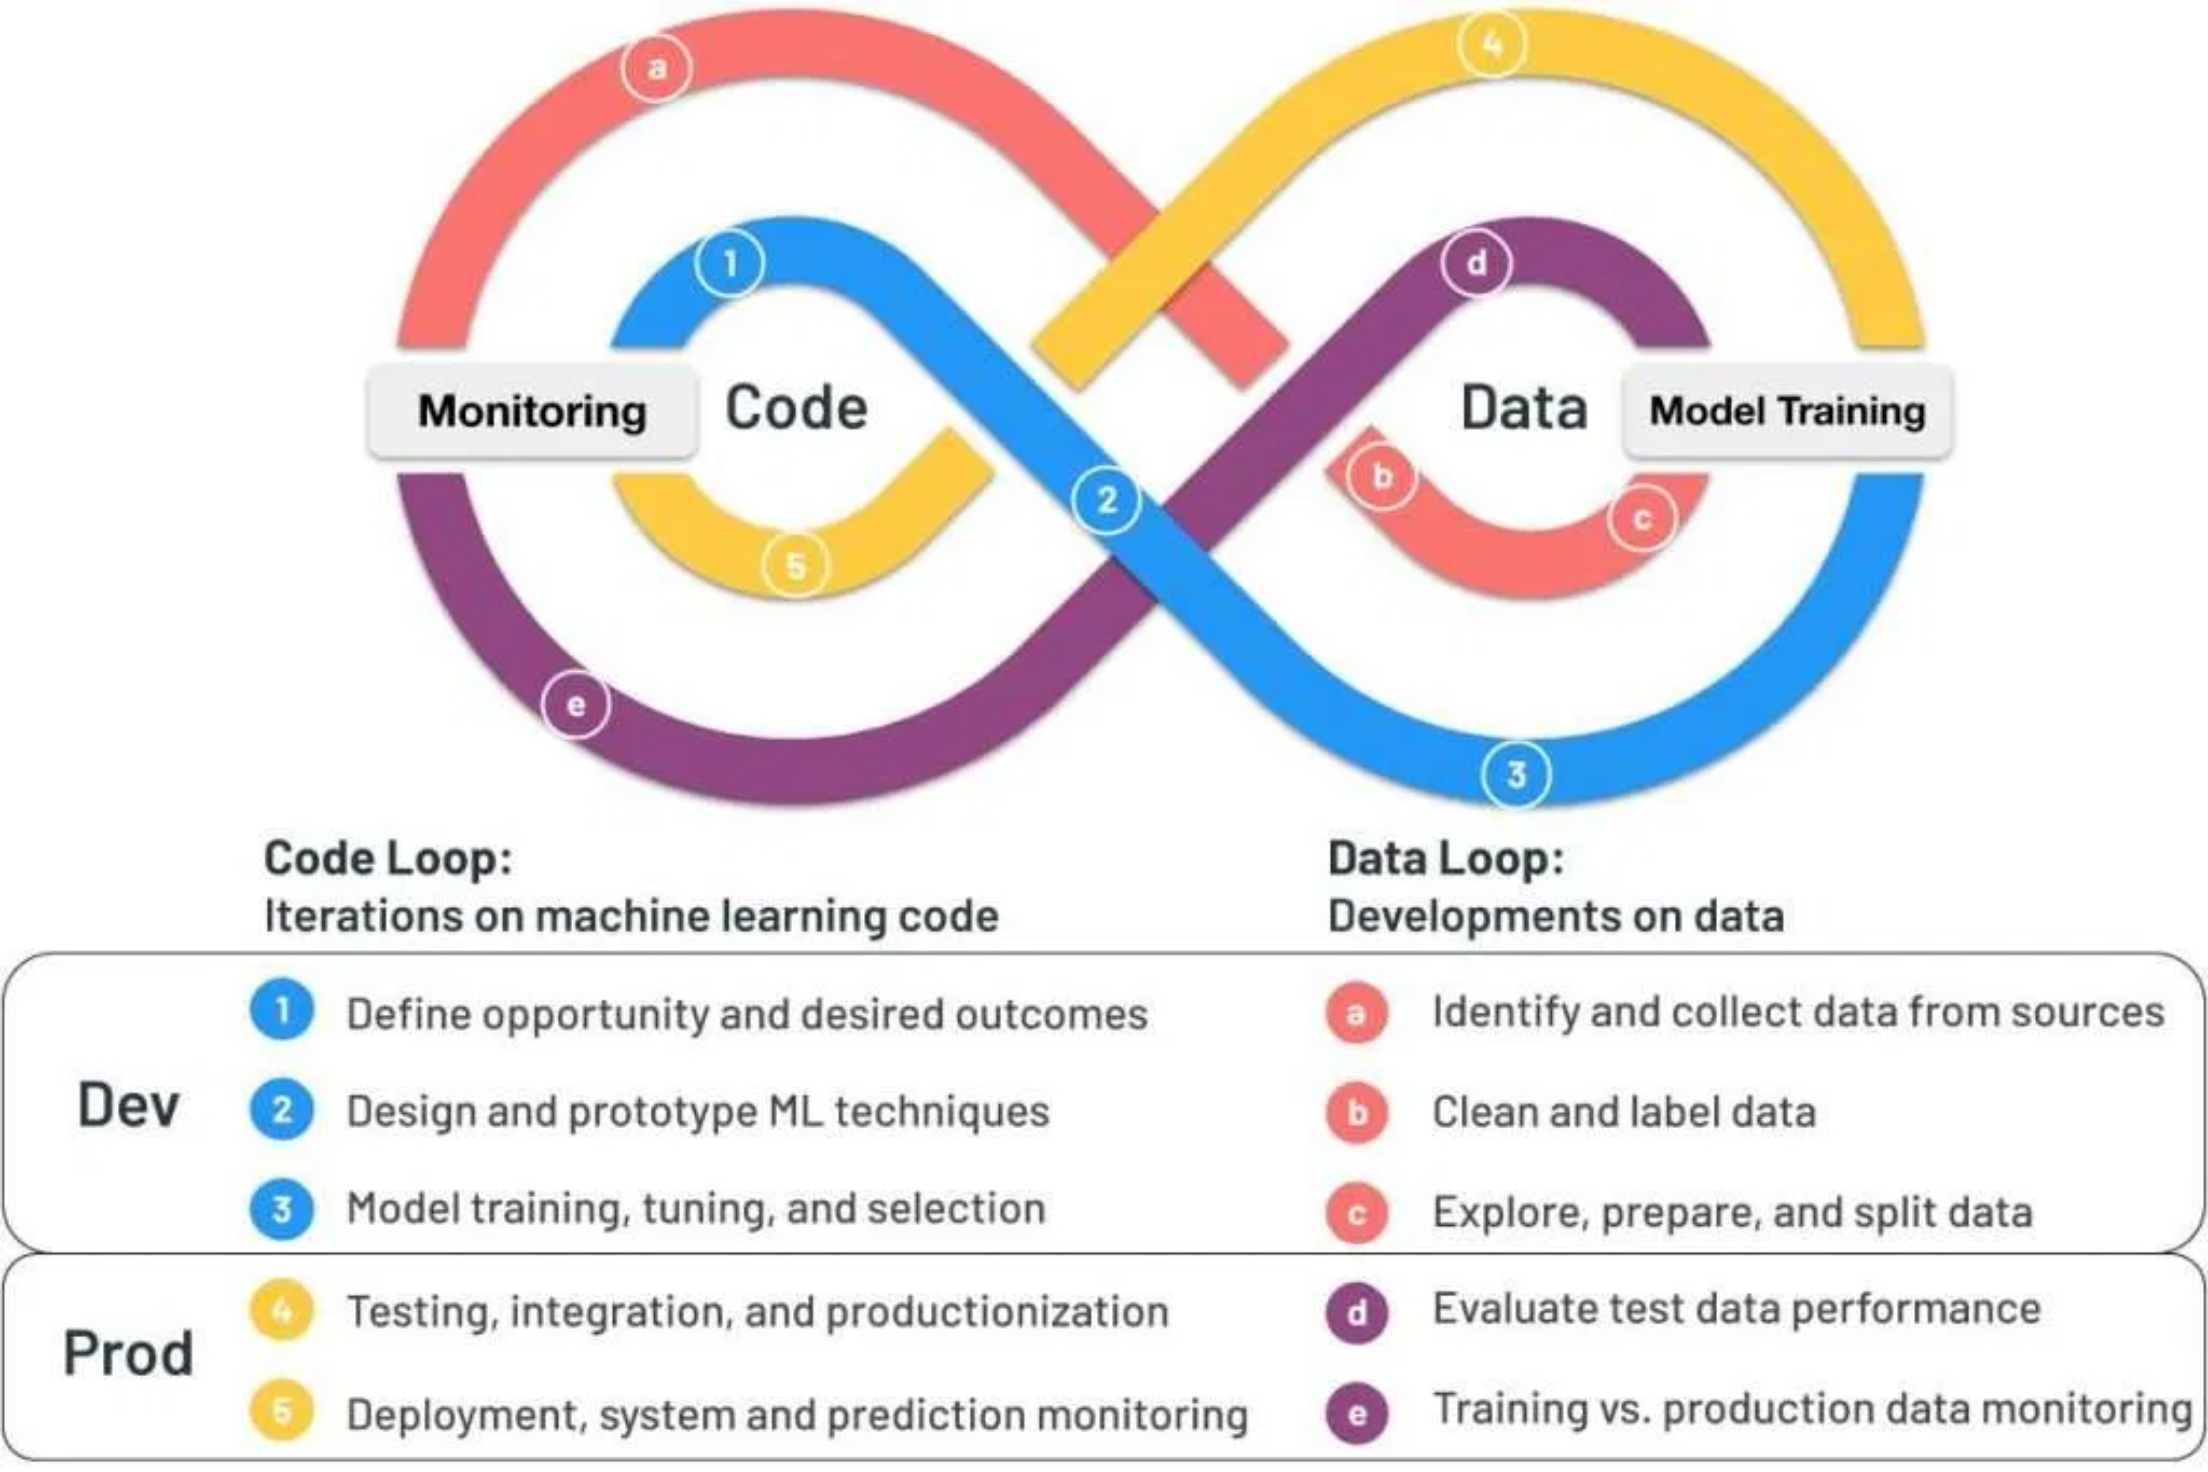 a
4
1
d
Monitoring
Code
Data
Model Training
b
2
c
5
e
3
Code Loop:
Iterations on machine learning code
Data Loop:
Developments on data
Dev
1 Define opportunity and desired outcomes
2 Design and prototype ML techniques
3 Model training, tuning, and selection
a Identify and collect data from sources
b Clean and label data
c Explore, prepare, and split data
Prod
4 Testing, integration, and productionization
5 Deployment, system and prediction monitoring
d Evaluate test data performance
e Training vs. production data monitoring